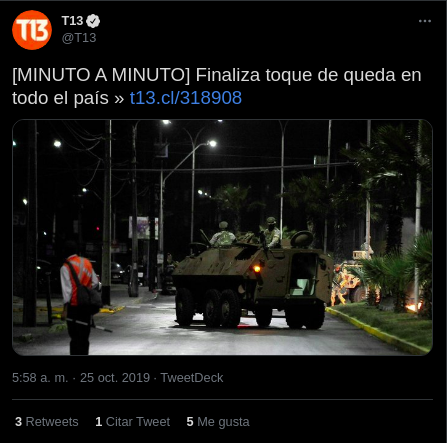 T13
T13
@T13
[MINUTO A MINUTO] Finaliza toque de queda en
todo el país » t13.cl/318908
5:58 a. m. · 25 oct. 2019 · TweetDeck
3 Retweets 1 Citar Tweet 5 Me gusta